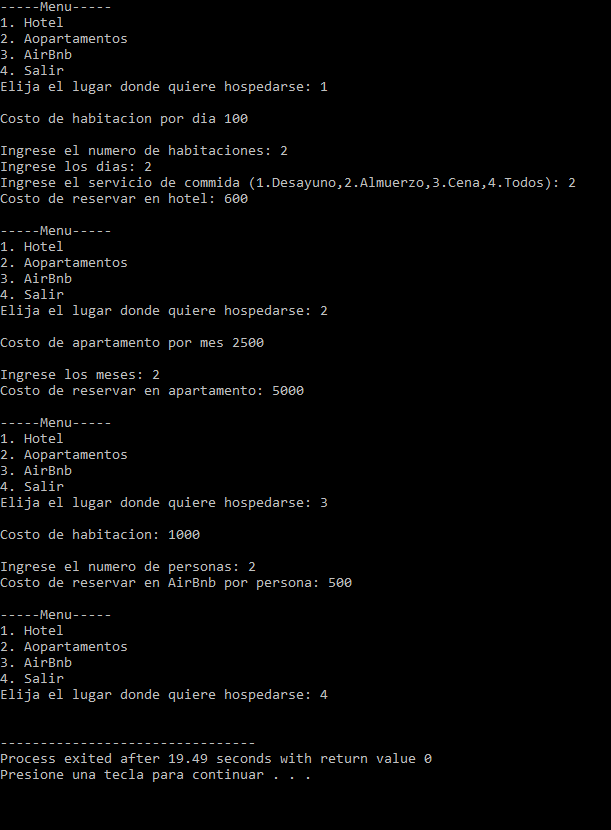 -----Menu-----
1. Hotel
2. Aopartamentos
3. AirBnb
4. Salir
Elija el lugar donde quiere hospedarse: 1
Costo de habitacion por dia 100
Ingrese el numero de habitaciones: 2
Ingrese los dias: 2
Ingrese el servicio de commida (1.Desayuno,2.Almuerzo,3.Cena,4.Todos): 2
Costo de reservar en hotel: 600
-----Menu-----
1. Hotel
2. Aopartamentos
3. AirBnb
4. Salir
Elija el lugar donde quiere hospedarse: 2
Costo de apartamento por mes 2500
Ingrese los meses: 2
Costo de reservar en apartamento: 5000
-----Menu-----
1. Hotel
2. Aopartamentos
3. AirBnb
4. Salir
Elija el lugar donde quiere hospedarse: 3
Costo de habitacion: 1000
Ingrese el numero de personas: 2
Costo de reservar en AirBnb por persona: 500
-----Menu-----
1. Hotel
2. Aopartamentos
3. AirBnb
4. Salir
Elija el lugar donde quiere hospedarse: 4
--------------------------------
Process exited after 19.49 seconds with return value 0
Presione una tecla para continuar . . .